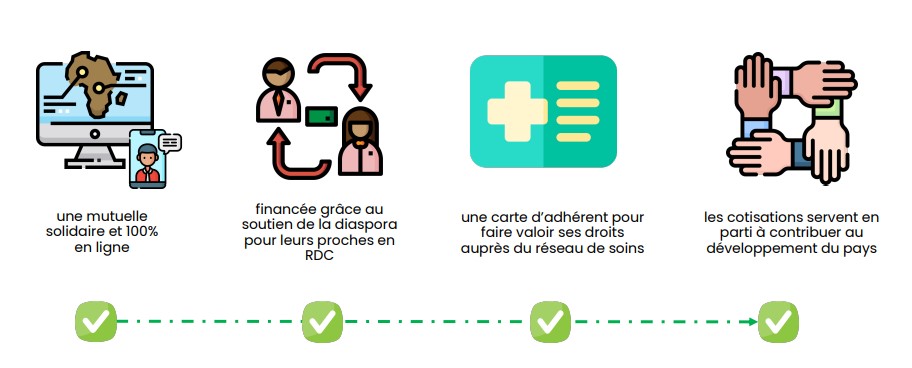 une mutuelle
solidaire et 100%
en ligne
financée grâce au
soutien de la diaspora
pour leurs proches en
RDC
une carte d'adhérent pour
faire valoir ses droits
auprès du réseau de soins
les cotisations servent en
parti à contribuer au
développement du pays